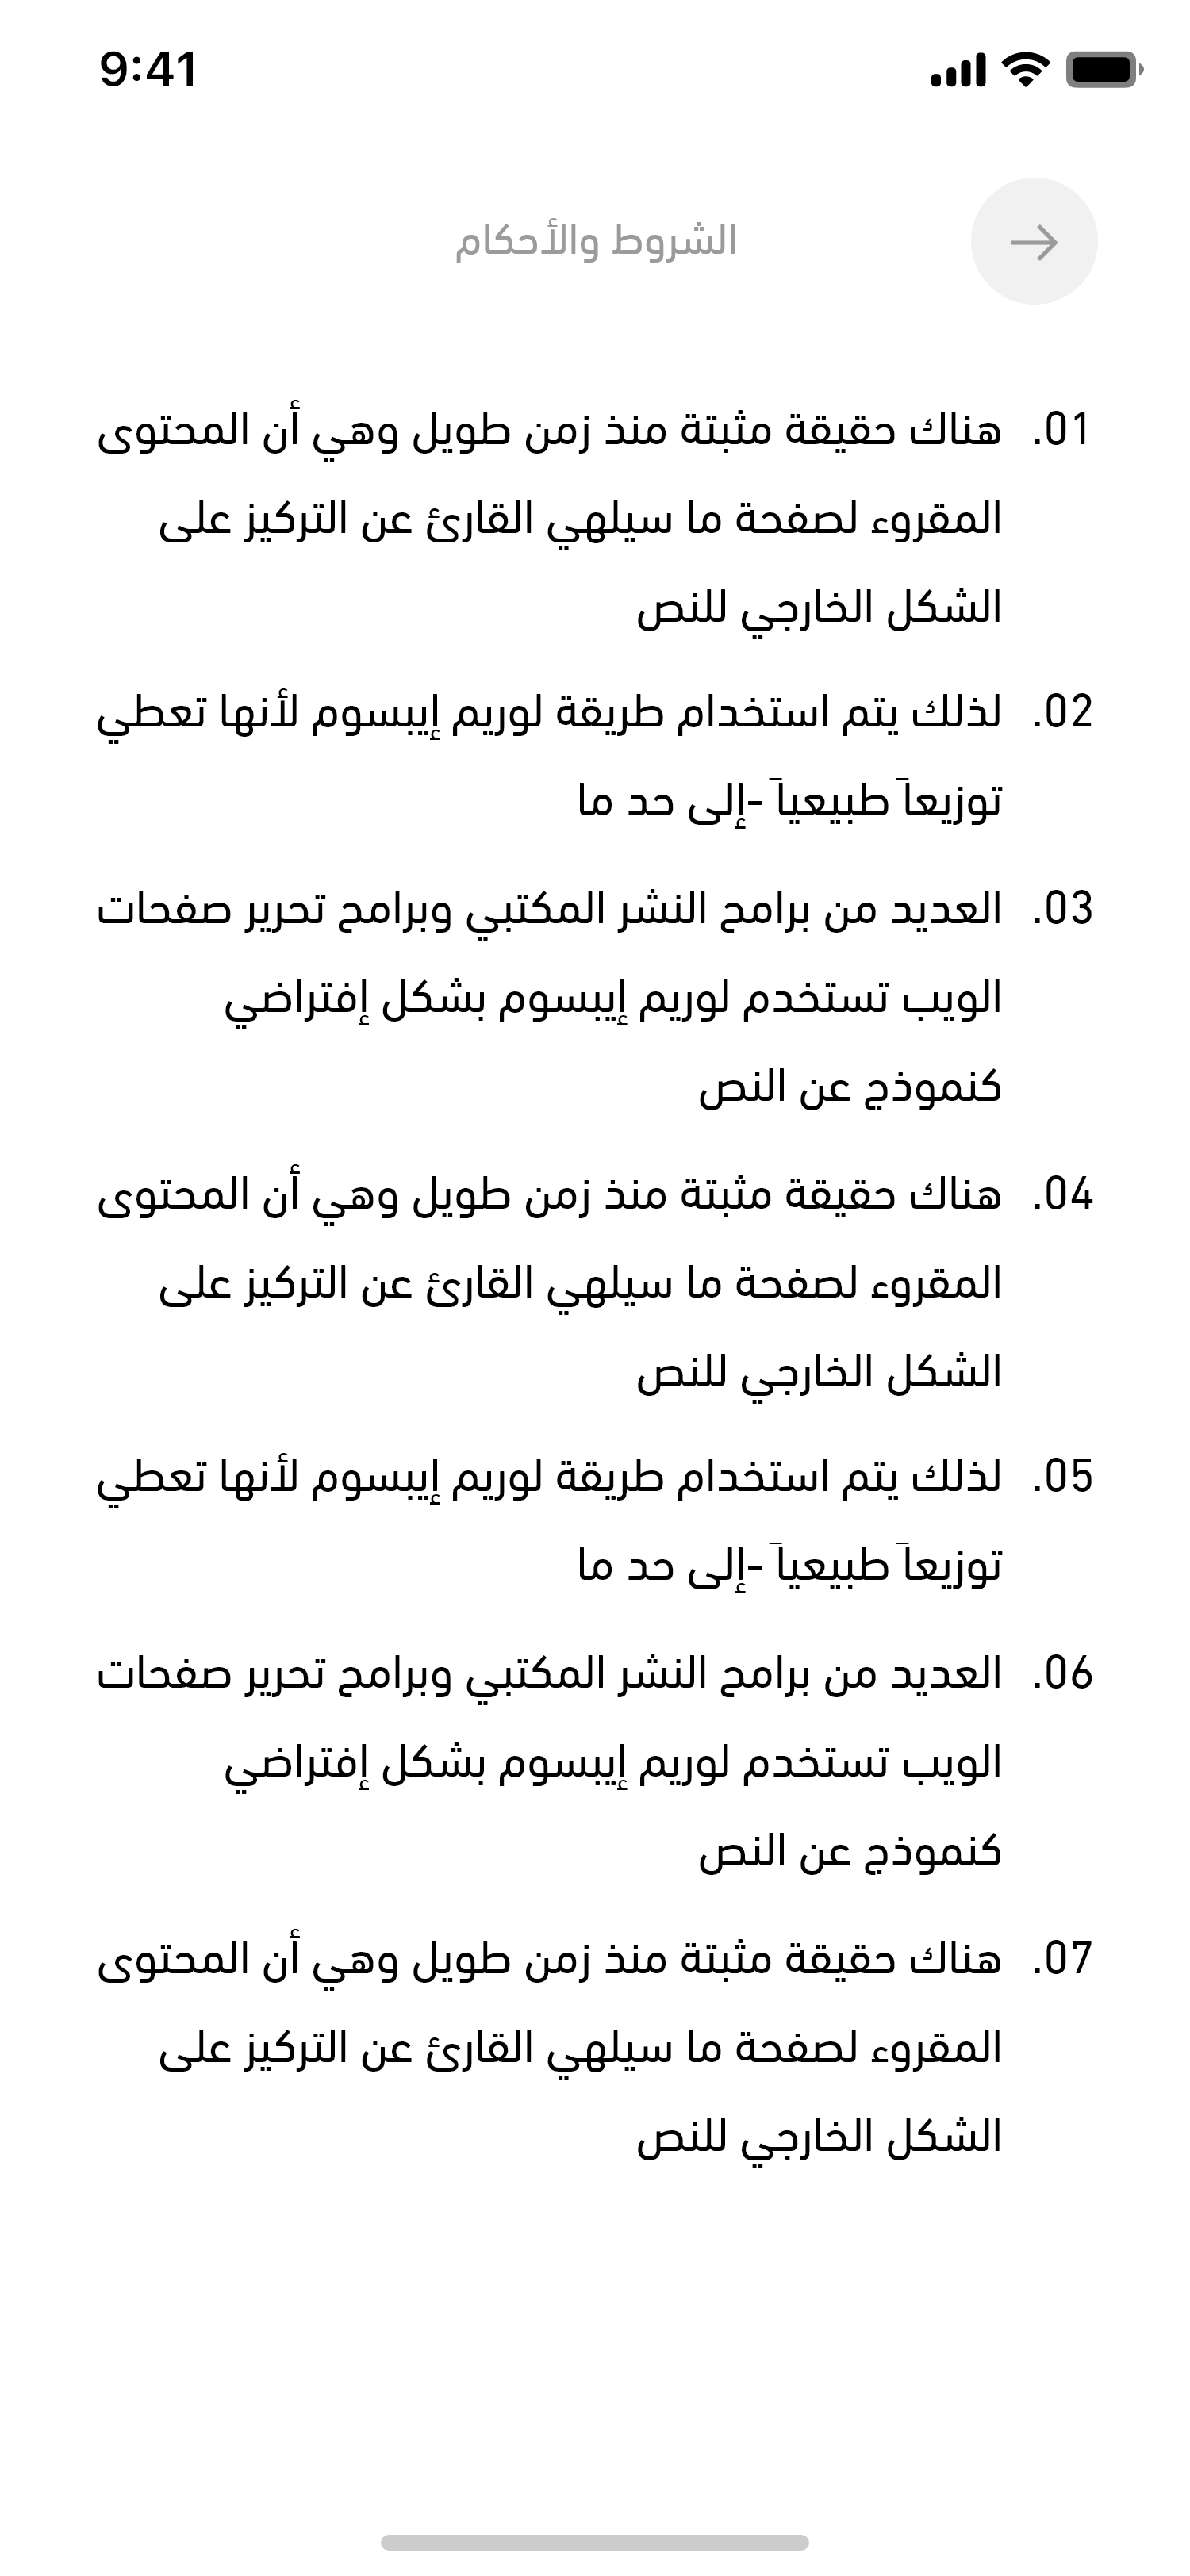 9:41
الشروط والأحكام
01. هناك حقيقة مثبتة منذ زمن طويل وهي أن المحتوى
المقروء لصفحة ما سيلهي القارئ عن التركيز على
الشكل الخارجي للنص
02. لذلك يتم استخدام طريقة لوريم إيبسوم لأنها تعطي
توزيعاَ طبيعياَ -إلى حد ما
03. العديد من برامح النشر المكتبي وبرامح تحرير صفحات
الويب تستخدم لوريم إيبسوم بشكل إفتراضي
كنموذج عن النص
04. هناك حقيقة مثبتة منذ زمن طويل وهي أن المحتوى
المقروء لصفحة ما سيلهي القارئ عن التركيز على
الشكل الخارجي للنص
05. لذلك يتم استخدام طريقة لوريم إيبسوم لأنها تعطي
توزيعاَ طبيعياَ -إلى حد ما
06. العديد من برامح النشر المكتبي وبرامح تحرير صفحات
الويب تستخدم لوريم إيبسوم بشكل إفتراضي
كنموذج عن النص
07. هناك حقيقة مثبتة منذ زمن طويل وهي أن المحتوى
المقروء لصفحة ما سيلهي القارئ عن التركيز على
الشكل الخارجي للنص